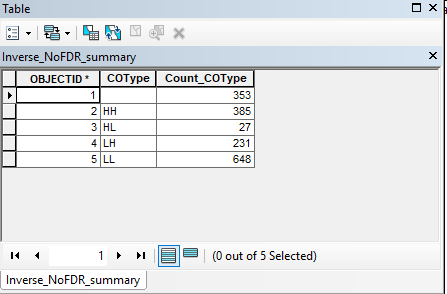 Table
Inverse_NoFDR_summary
OBJECTID * COType Count_COType
1 353
2 HH 385
3 HL 27
4 LH 231
5 LL 648
1 (0 out of 5 Selected)
Inverse_NoFDR_summary